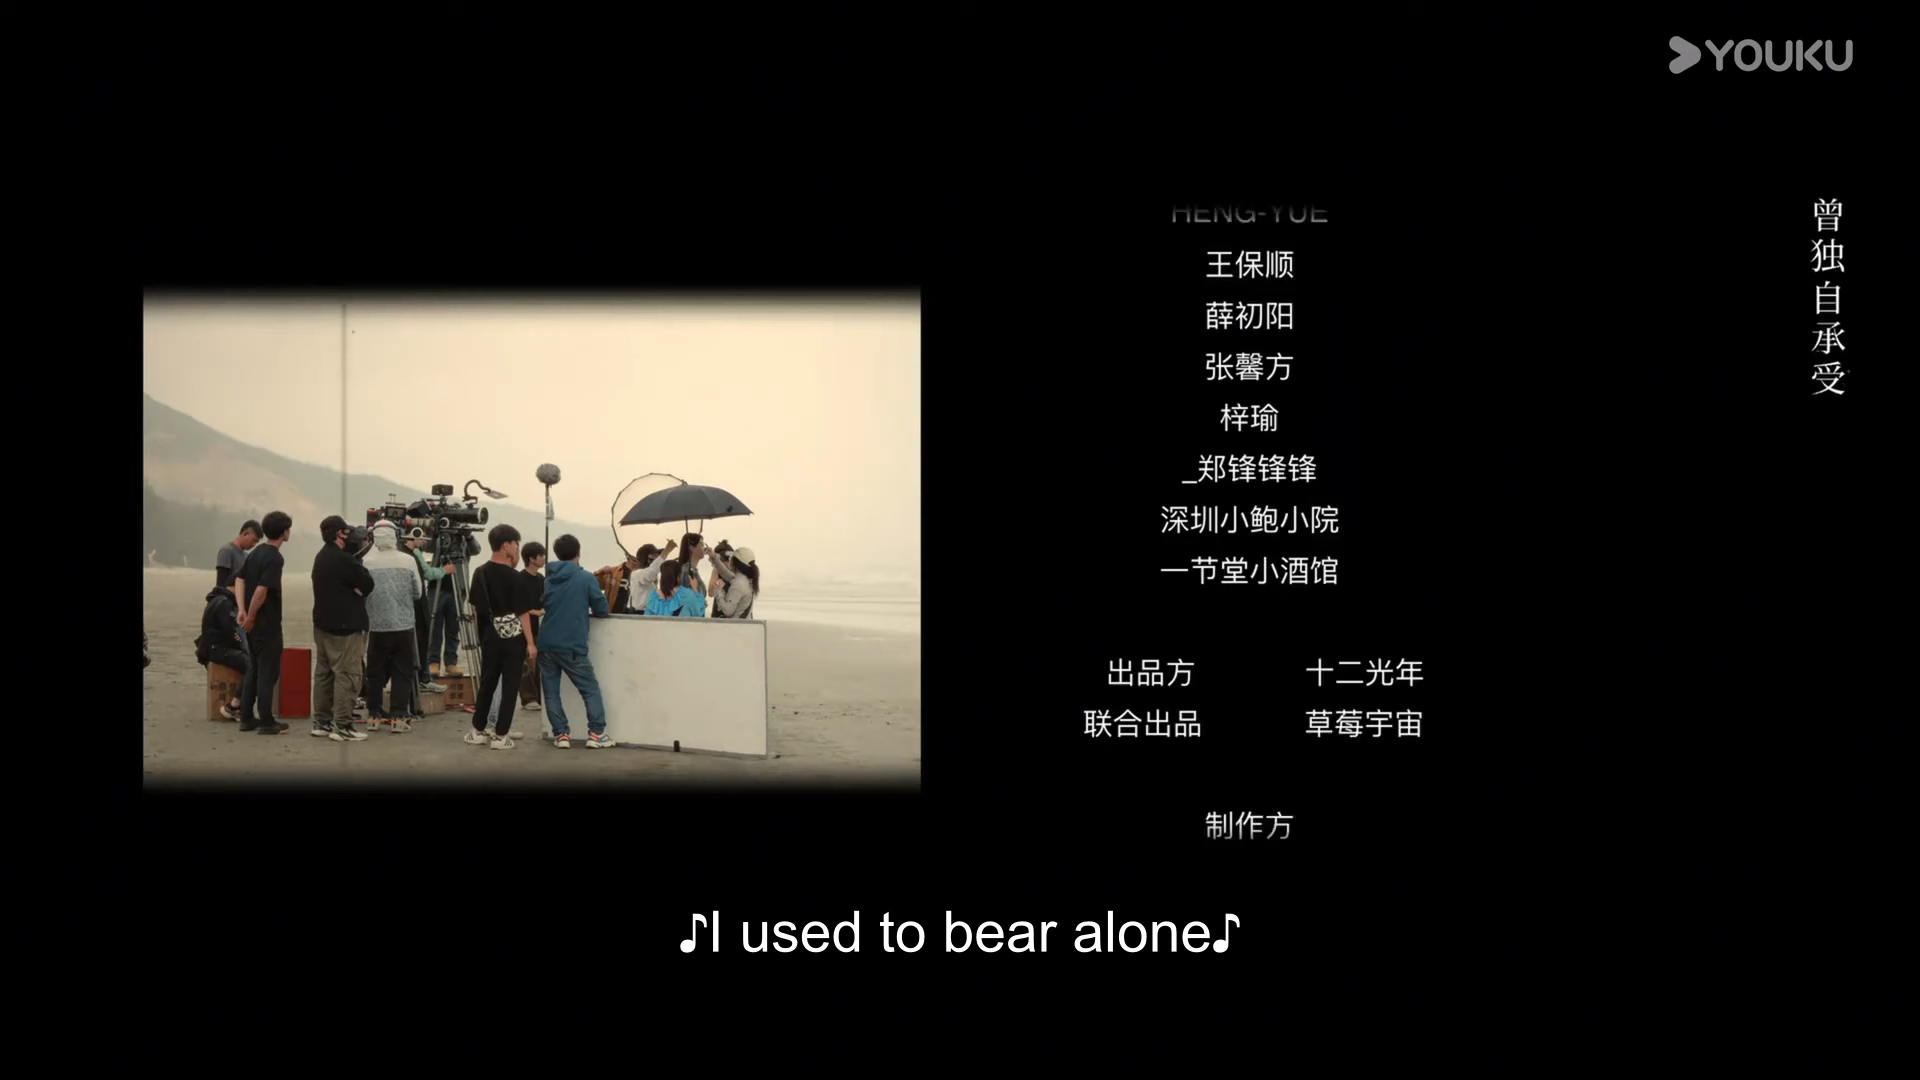 YOUKU
HENG-YUE
王保顺
薛初阳
张馨方
梓瑜
_郑锋锋锋
深圳小鲍小院
一节堂小酒馆
出品方 十二光年
联合出品 草莓宇宙
制作方
曾独自承受
♪I used to bear alone♪